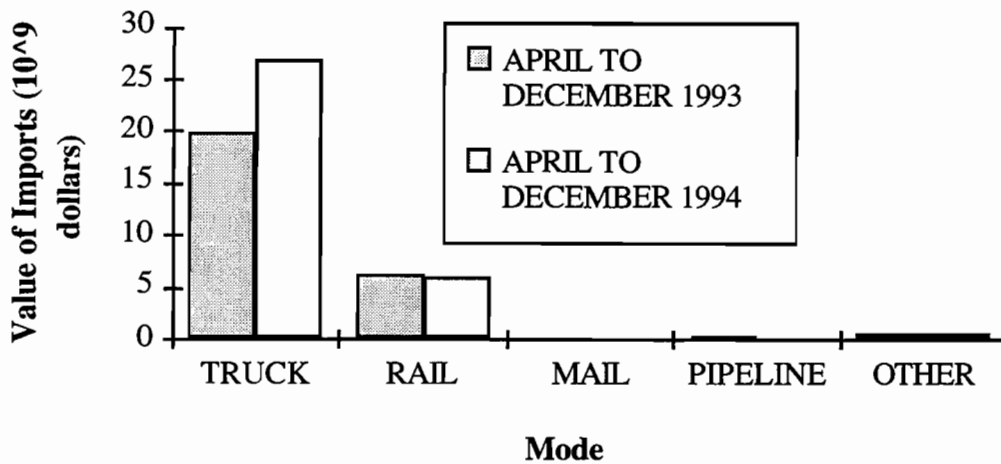 Value of Imports (10^9
dollars)
30
25
20
15
10
5
0
APRIL TO
DECEMBER 1993
APRIL TO
DECEMBER 1994
TRUCK
RAIL
MAIL
PIPELINE
OTHER
Mode